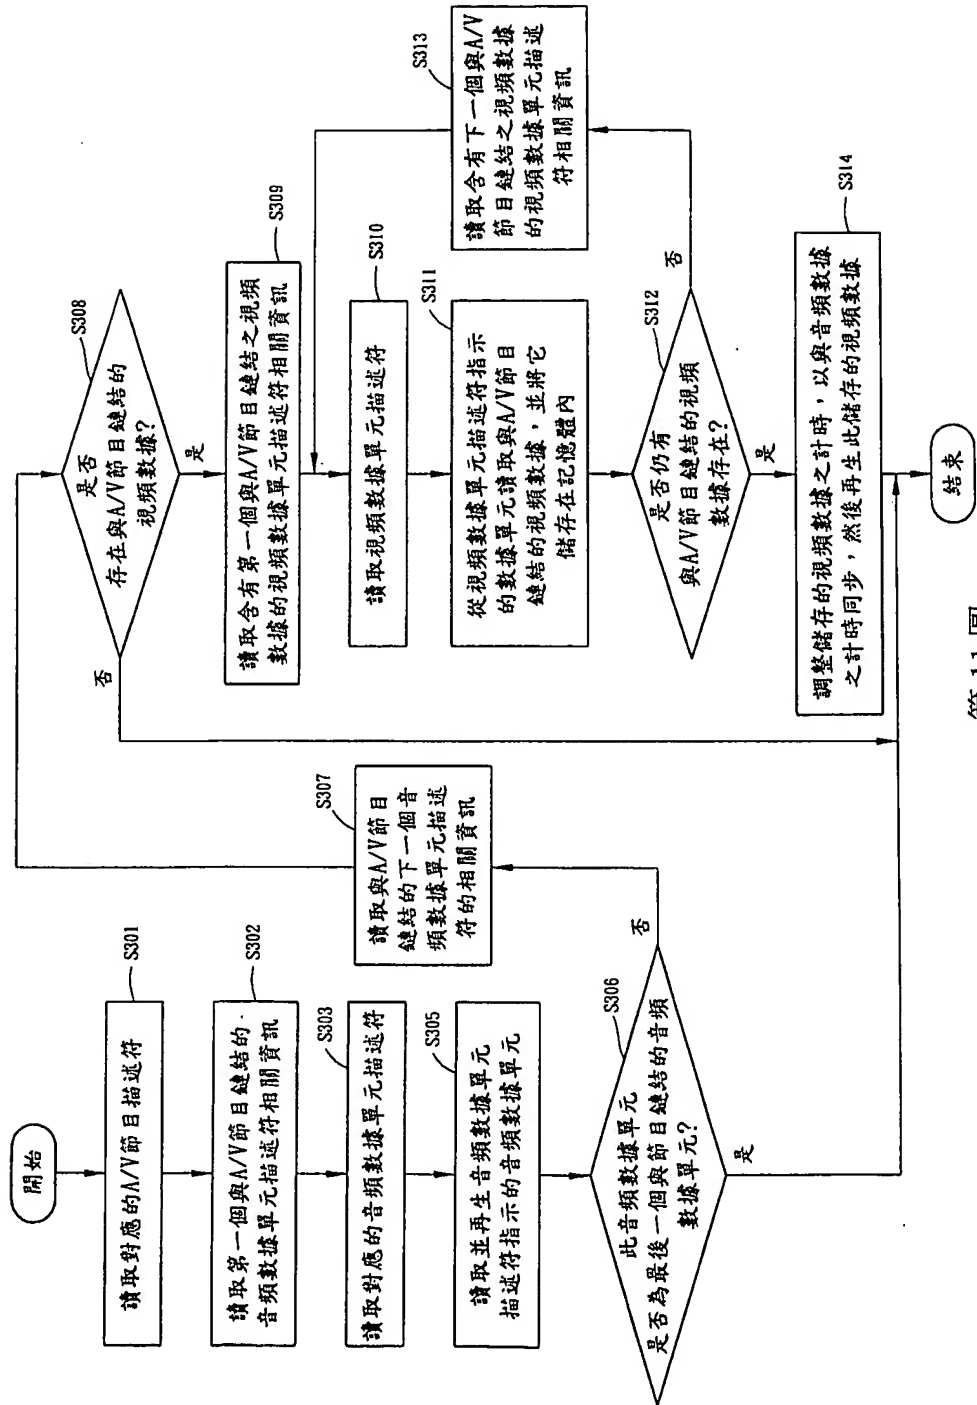 開始
讀取對應的A/V節目描述符
S301
讀取第一個與A/V節目鏈結的
音頻數據單元描述符相關資訊
S302
讀取對應的音頻數據單元描述符
S303
讀取並再生音頻數據單元
描述符指示的音頻數據單元
S305
此音頻數據單元
是否為最後一個與節目鏈結的音頻
數據單元?
S306
否
是
讀取與A/V節目
鏈結的下一個音
頻數據單元描述
符的相關資訊
S307
是否
存在與A/V節目鏈結的
視頻數據?
S308
否
是
讀取含有第一個與A/V節目鏈結之視頻
數據的視頻數據單元描述符相關資訊
S309
讀取視頻數據單元描述符
S310
從視頻數據單元描述符指示
的數據單元讀取與A/V節目
鏈結的視頻數據，並將它
儲存在記憶體內
S311
是否仍有
與A/V節目鏈結的視頻
數據存在?
S312
否
是
讀取含有下一個與A/V
節目鏈結之視頻數據
的視頻數據單元描述
符相關資訊
S313
調整儲存的視頻數據之計時，以與音頻數據
之計時同步，然後再生此儲存的視頻數據
S314
結束
第 11 圖